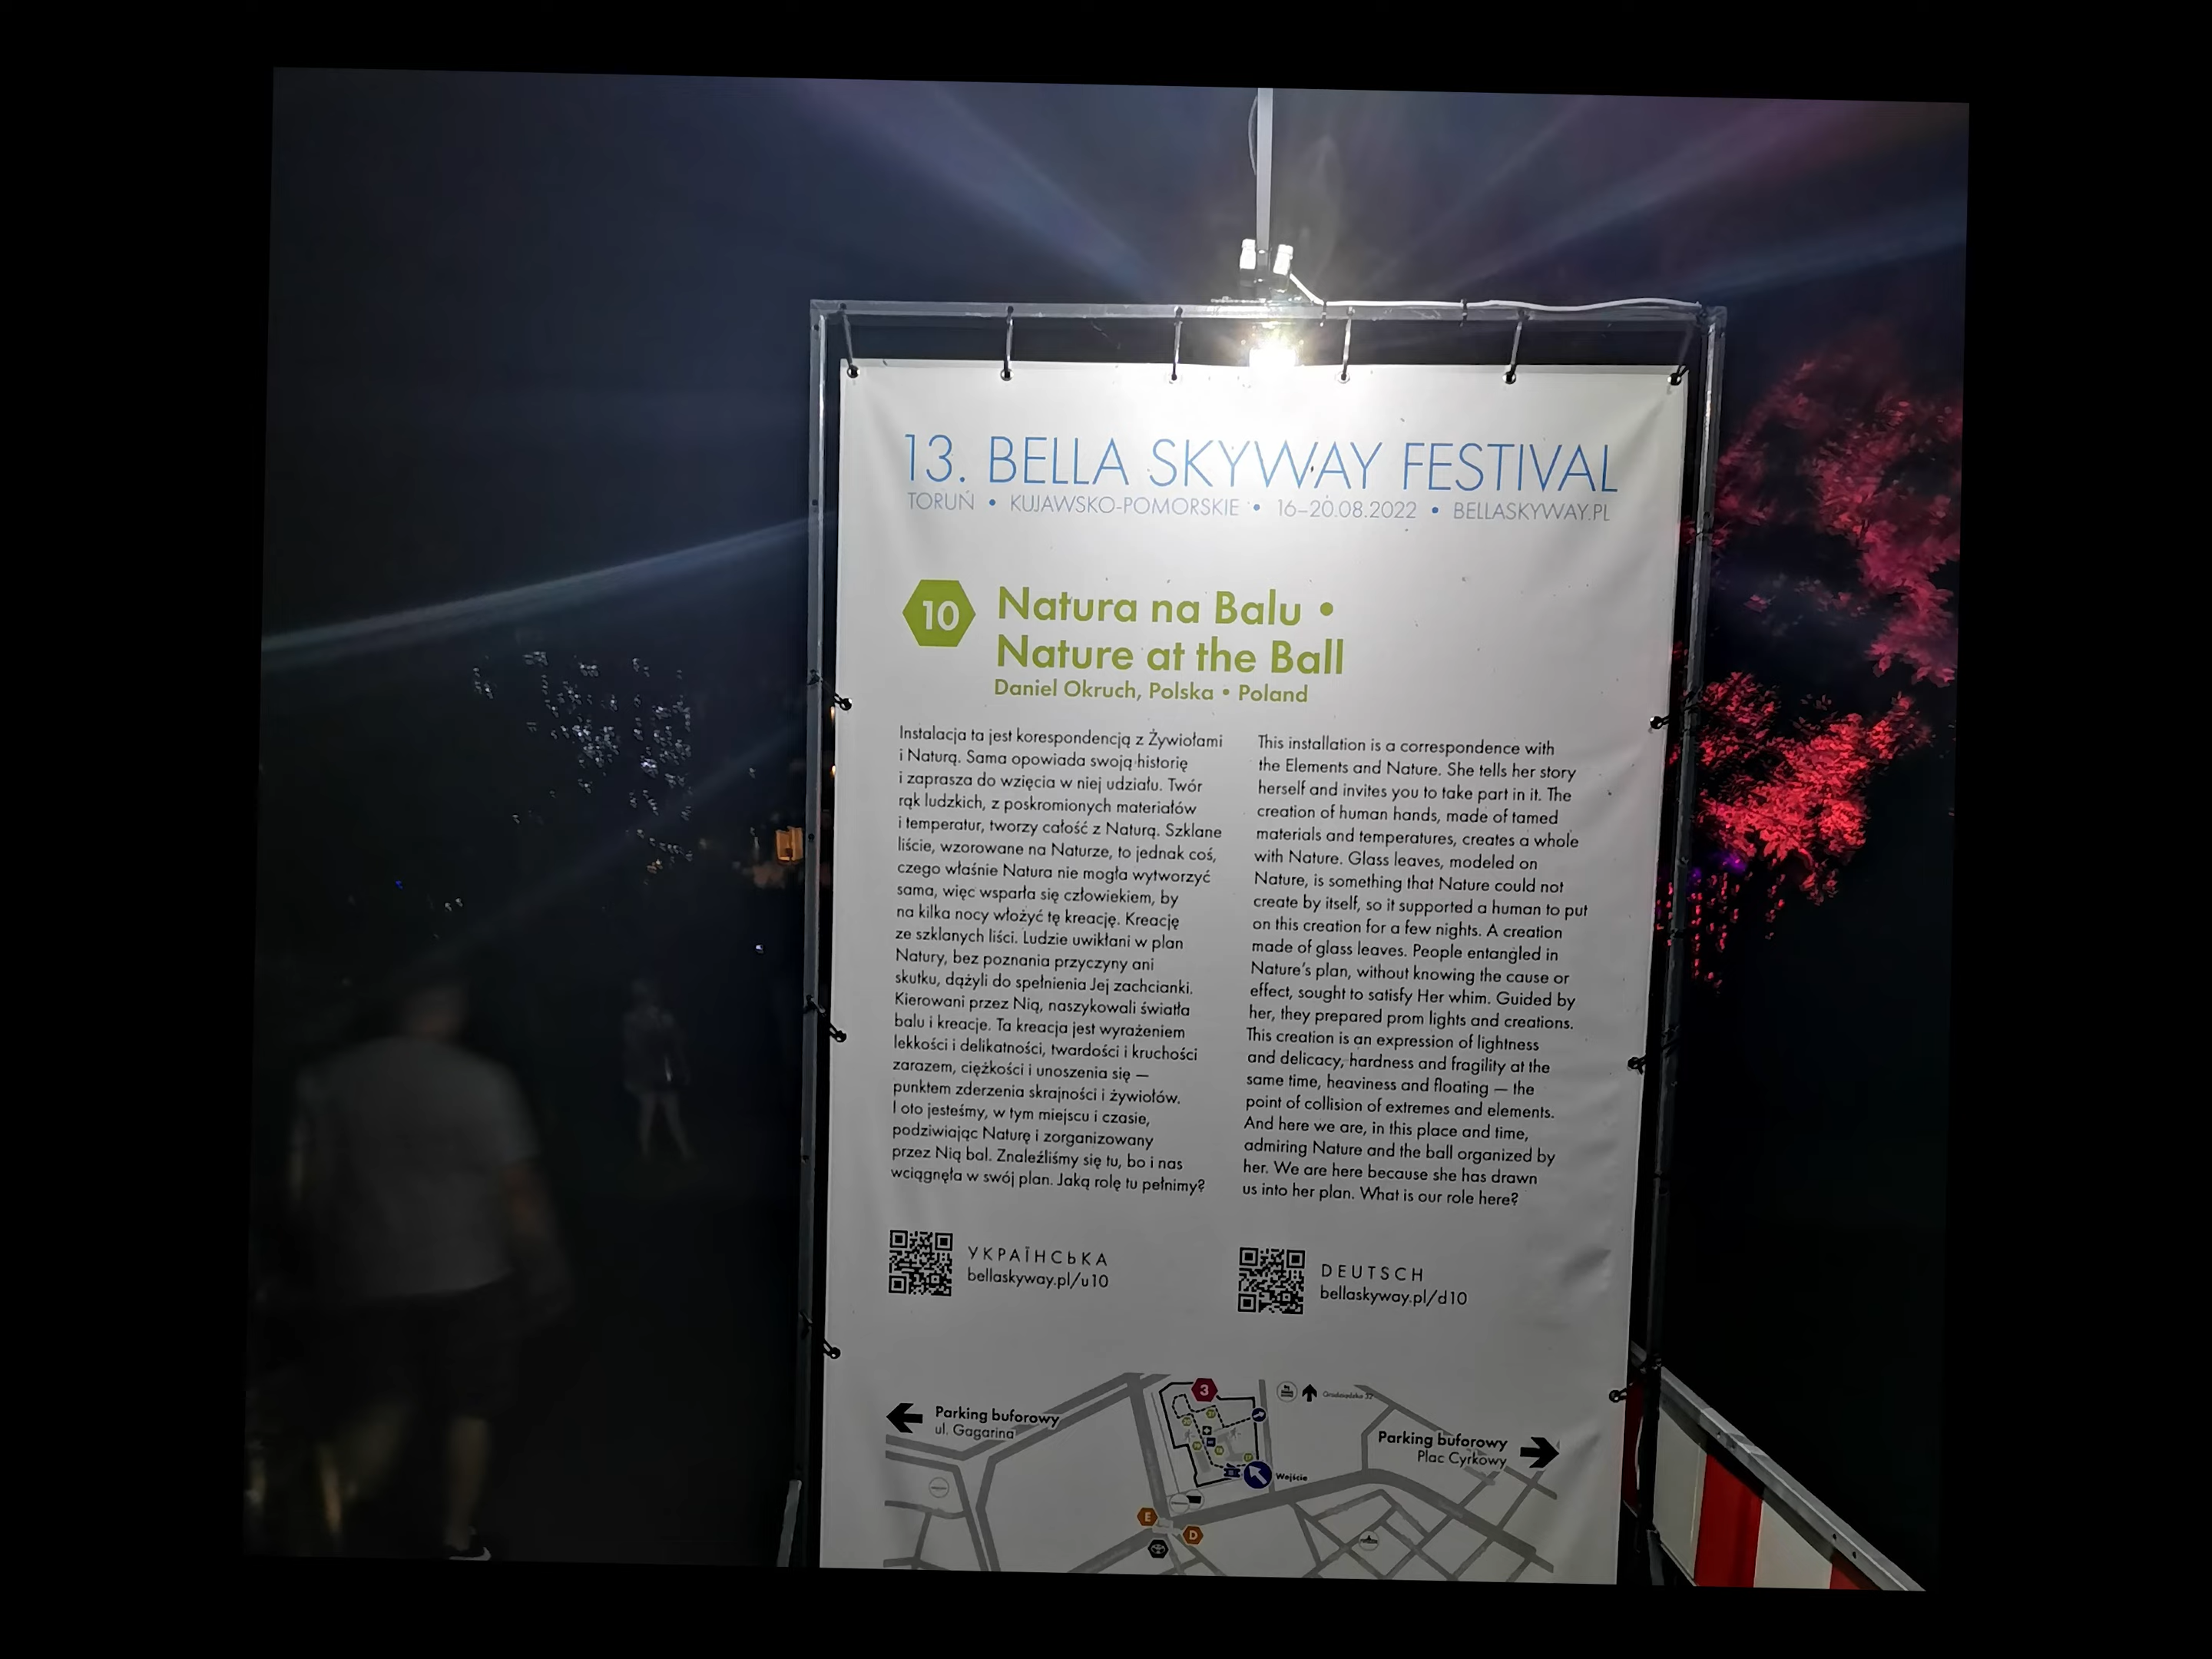 13. BELLA SKYWAY FESTIVAL
TORUŃ • KUJAWSKO-POMORSKIE • 16–20.08.2022 • BELLASKYWAY.PL
10
Natura na Balu •
Nature at the Ball
Daniel Okruch, Polska • Poland
Instalacja ta jest korespondencją z Żywiołami
i Naturą. Sama opowiada swoją historię
i zaprasza do wzięcia w niej udziału. Twór
rąk ludzkich, z poskromionych materiałów
i temperatur, tworzy całość z Naturą. Szklane
liście, wzorowane na Naturze, to jednak coś,
czego właśnie Natura nie mogła wytworzyć
sama, więc wsparła się człowiekiem, by
na kilka nocy włożyć tę kreację. Kreację
ze szklanych liści. Ludzie uwikłani w plan
Natury, bez poznania przyczyny ani
skutku, dążyli do spełnienia Jej zachcianki.
Kierowani przez Nią, naszykowali światła
balu i kreacje. Ta kreacja jest wyrażeniem
lekkości i delikatności, twardości i kruchości
zarazem, ciężkości i unoszenia się —
punktem zderzenia skrajności i żywiołów.
I oto jesteśmy, w tym miejscu i czasie,
podziwiając Naturę i zorganizowany
przez Nią bal. Znaleźliśmy się tu, bo i nas
wciągnęła w swój plan. Jaką rolę tu pełnimy?
This installation is a correspondence with
the Elements and Nature. She tells her story
herself and invites you to take part in it. The
creation of human hands, made of tamed
materials and temperatures, creates a whole
with Nature. Glass leaves, modeled on
Nature, is something that Nature could not
create by itself, so it supported a human to put
on this creation for a few nights. A creation
made of glass leaves. People entangled in
Nature's plan, without knowing the cause or
effect, sought to satisfy Her whim. Guided by
her, they prepared prom lights and creations.
This creation is an expression of lightness
and delicacy, hardness and fragility at the
same time, heaviness and floating — the
point of collision of extremes and elements.
And here we are, in this place and time,
admiring Nature and the ball organized by
her. We are here because she has drawn
us into her plan. What is our role here?
УКРАЇНСЬКА
bellaskyway.pl/u10
DEUTSCH
bellaskyway.pl/d10
Parking buforowy
ul. Gagarina
3
Wejście
E
D
Parking buforowy
Plac Cyrkowy